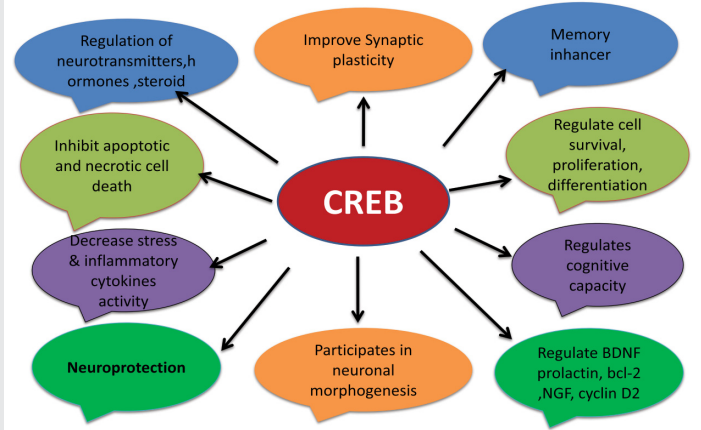 Regulation of
neurotransmitters,h
ormones ,steroid
Improve Synaptic
plasticity
Memory
inhancer
Inhibit apoptotic
and necrotic cell
death
Regulate cell
survival,
proliferation,
differentiation
CREB
Decrease stress
& inflammatory
cytokines
activity
Regulates
cognitive
capacity
Neuroprotection
Participates in
neuronal
morphogenesis
Regulate BDNF
prolactin, bcl-2
,NGF, cyclin D2